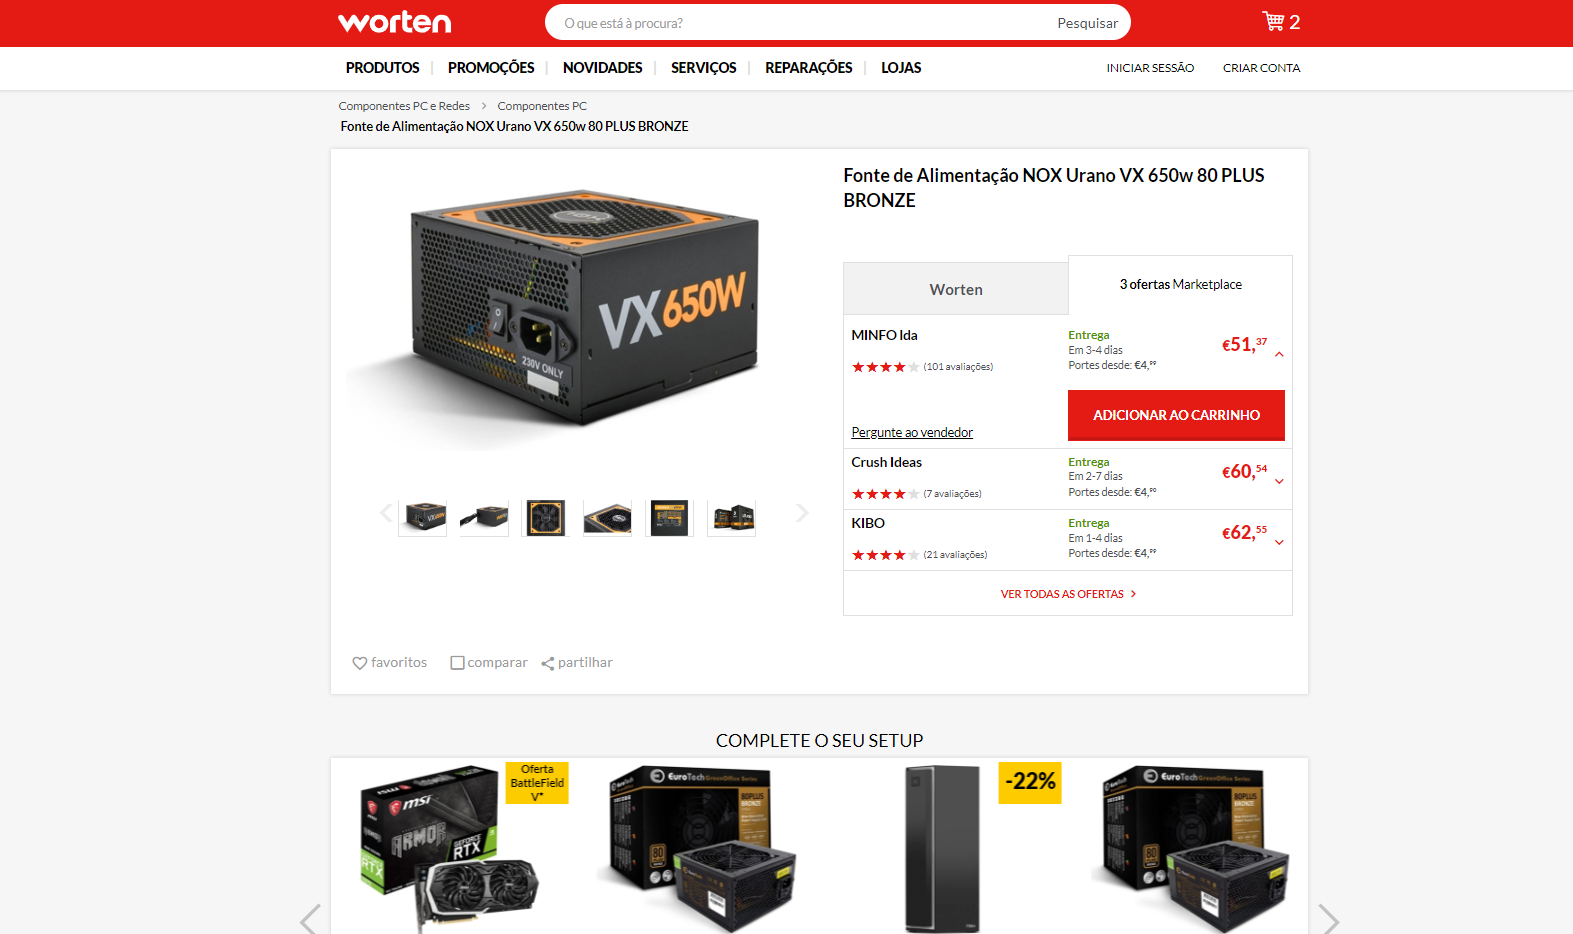 worten
O que está à procura?
Pesquisar
2
PRODUTOS
PROMOÇÕES
NOVIDADES
SERVIÇOS
REPARAÇÕES
LOJAS
INICIAR SESSÃO
CRIAR CONTA
Componentes PC e Redes > Componentes PC
Fonte de Alimentação NOX Urano VX 650w 80 PLUS BRONZE
NOX
VX650W
230V ONLY
Fonte de Alimentação NOX Urano VX 650w 80 PLUS
BRONZE
Worten
3 ofertas Marketplace
MINFO lda
(101 avaliações)
Pergunte ao vendedor
Entrega
Em 3-4 dias
Portes desde: €4,99
€51,37
ADICIONAR AO CARRINHO
Crush Ideas
(7 avaliações)
Entrega
Em 2-7 dias
Portes desde: €4,90
€60,54
KIBO
(21 avaliações)
Entrega
Em 1-4 dias
Portes desde: €4,99
€62,55
VER TODAS AS OFERTAS >
favoritos
comparar
partilhar
COMPLETE O SEU SETUP
msi
ARMOR
GEFORCE
RTX
RTX
Oferta
BattleField
V*
EuroTech GreenOffice Series
80PLUS
BRONZE
-22%
EuroTech GreenOffice Series
80PLUS
BRONZE